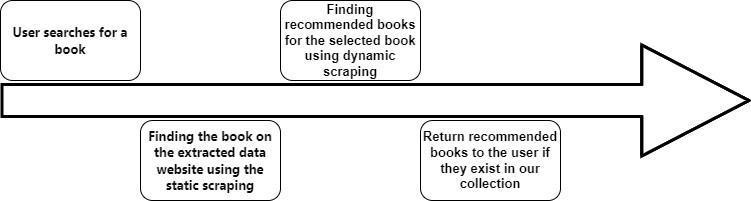 User searches for a
book
Finding
recommended books
for the selected book
using dynamic
scraping
Finding the book on
the extracted data
website using the
static scraping
Return recommended
books to the user if
they exist in our
collection